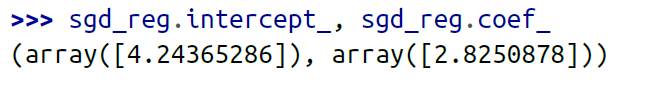 >>> sgd_reg.intercept_, sgd_reg.coef_
(array([4.24365286]), array([2.8250878]))